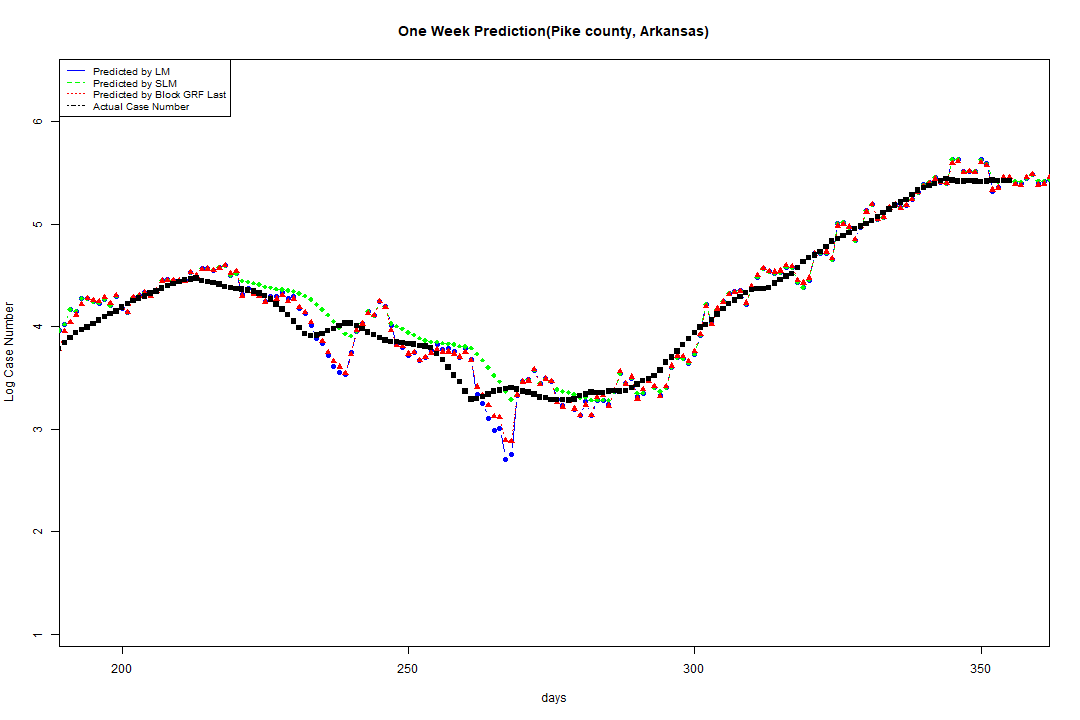 One Week Prediction(Pike county, Arkansas)
Predicted by LM
Predicted by SLM
Predicted by Block GRF Last
Actual Case Number
Log Case Number
6
5
4
3
2
1
200 250 300 350
days